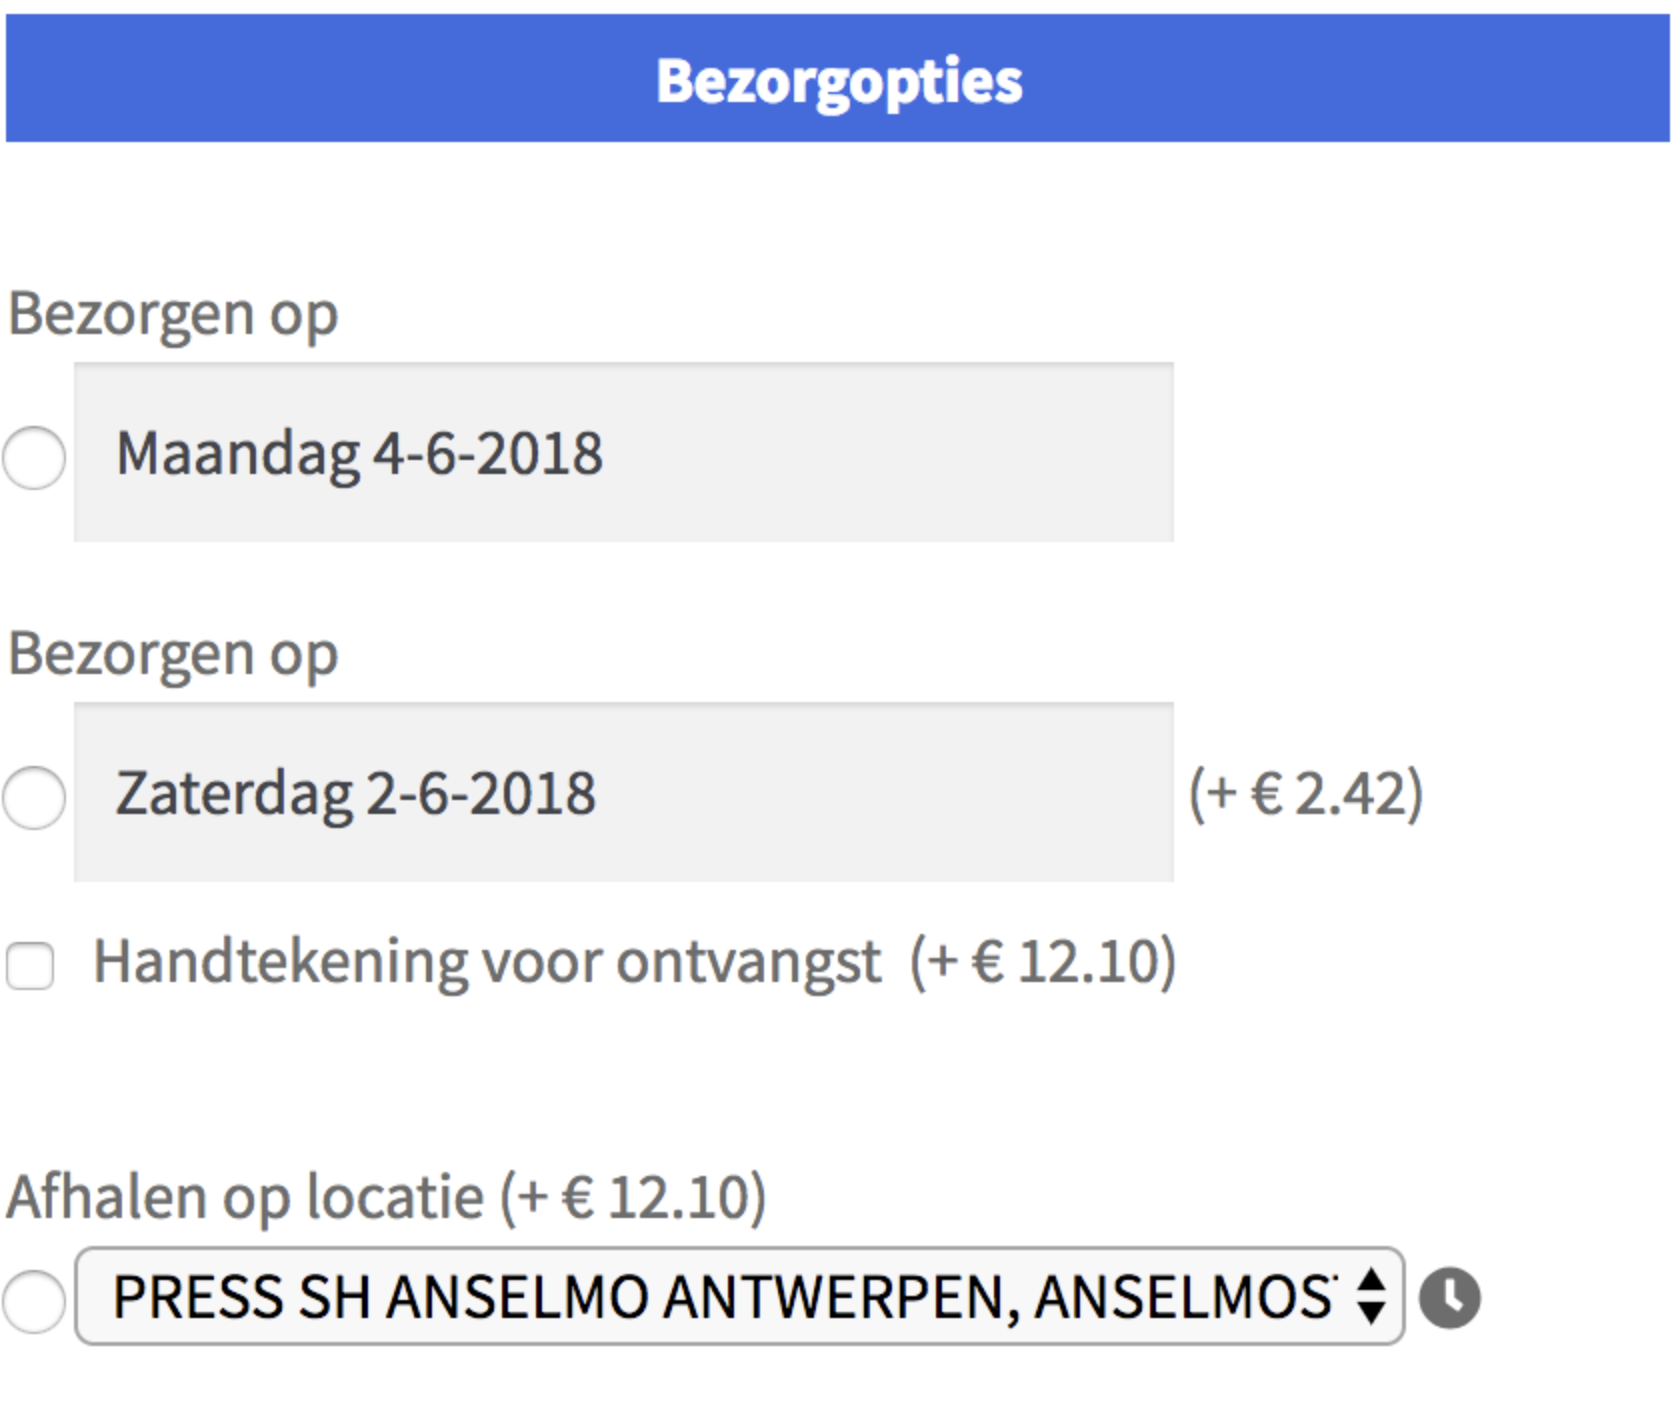 Bezorgopties
Bezorgen op
Maandag 4-6-2018
Bezorgen op
Zaterdag 2-6-2018 (+ € 2.42)
Handtekening voor ontvangst (+ € 12.10)
Afhalen op locatie (+ € 12.10)
PRESS SH ANSELMO ANTWERPEN, ANSELMOS